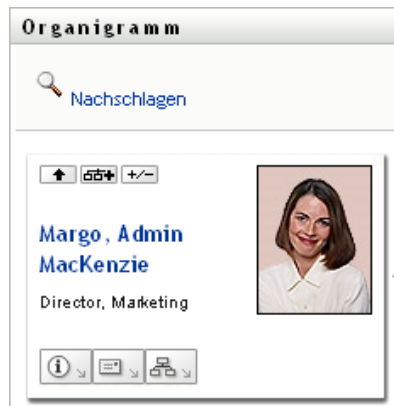 Organigramm
Nachschlagen
Margo, Admin
MacKenzie
Director, Marketing